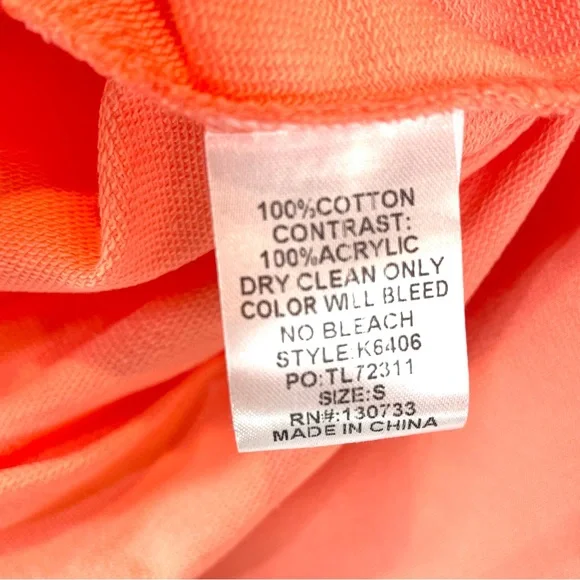 100%COTTON
CONTRAST:
100%ACRYLIC
DRY CLEAN ONLY
COLOR WILL BLEED
NO BLEACH
STYLE:K6406
PO:TL72311
SIZE:S
RN#:130733
MADE IN CHINA